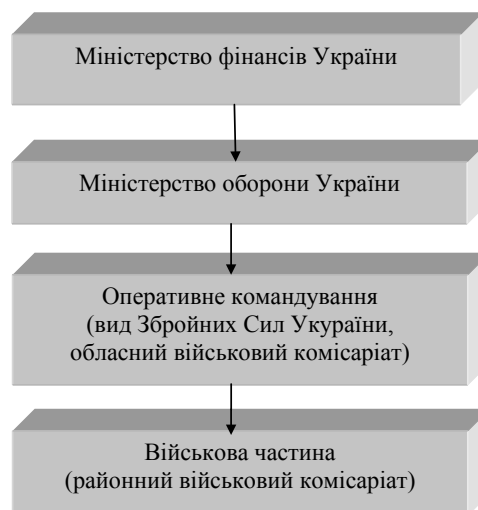 Міністерство фінансів України
Міністерство оборони України
Оперативне командування
(вид Збройних Сил Укураїни,
обласний військовий комісаріат)
Військова частина
(районний військовий комісаріат)